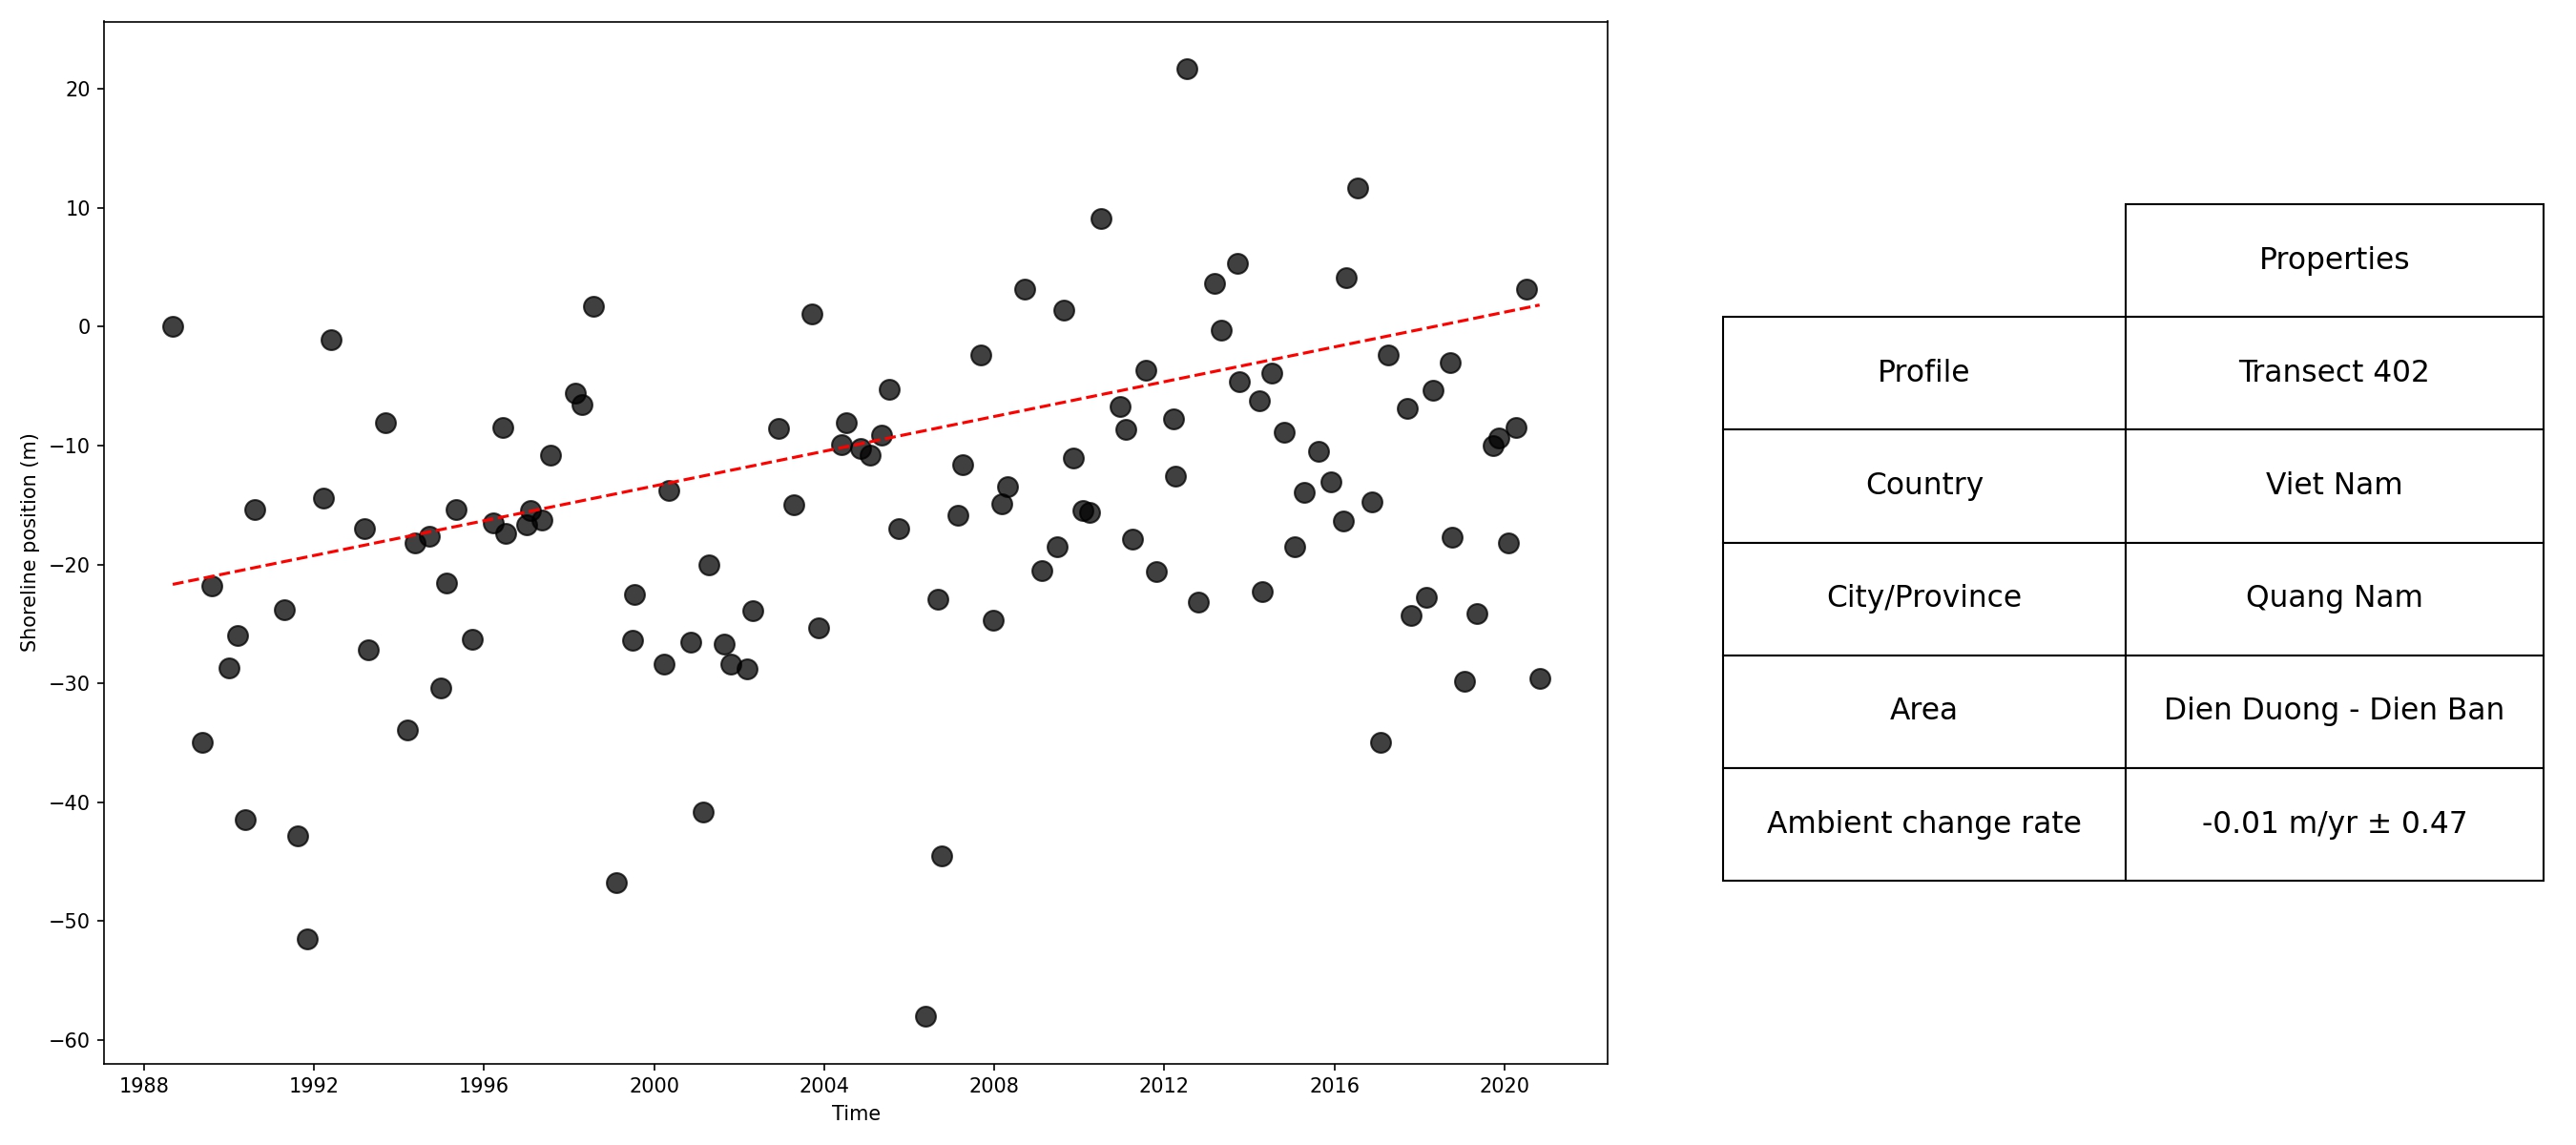 20
10
0
−10
−20
−30
−40
−50
−60
Shoreline position (m)
1988 1992 1996 2000 2004 2008 2012 2016 2020
Time
Properties
Profile Transect 402
Country Viet Nam
City/Province Quang Nam
Area Dien Duong - Dien Ban
Ambient change rate -0.01 m/yr ± 0.47